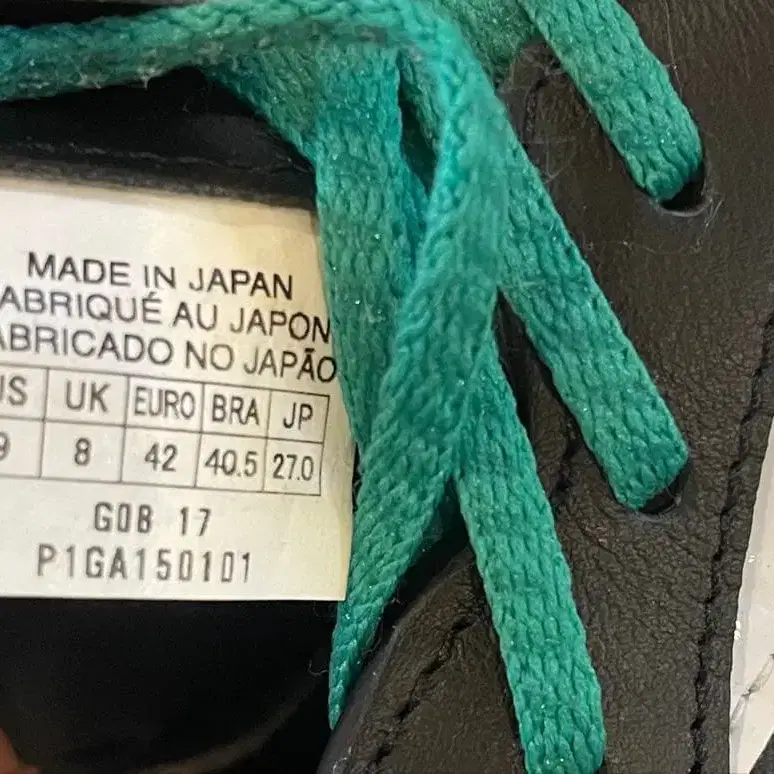 MADE IN JAPAN
ABRIQUÉ AU JAPON
ABRICADO NO JAPÃO
US UK EURO BRA JP
9 8 42 40.5 27.0
GOB 17
P1GA150101